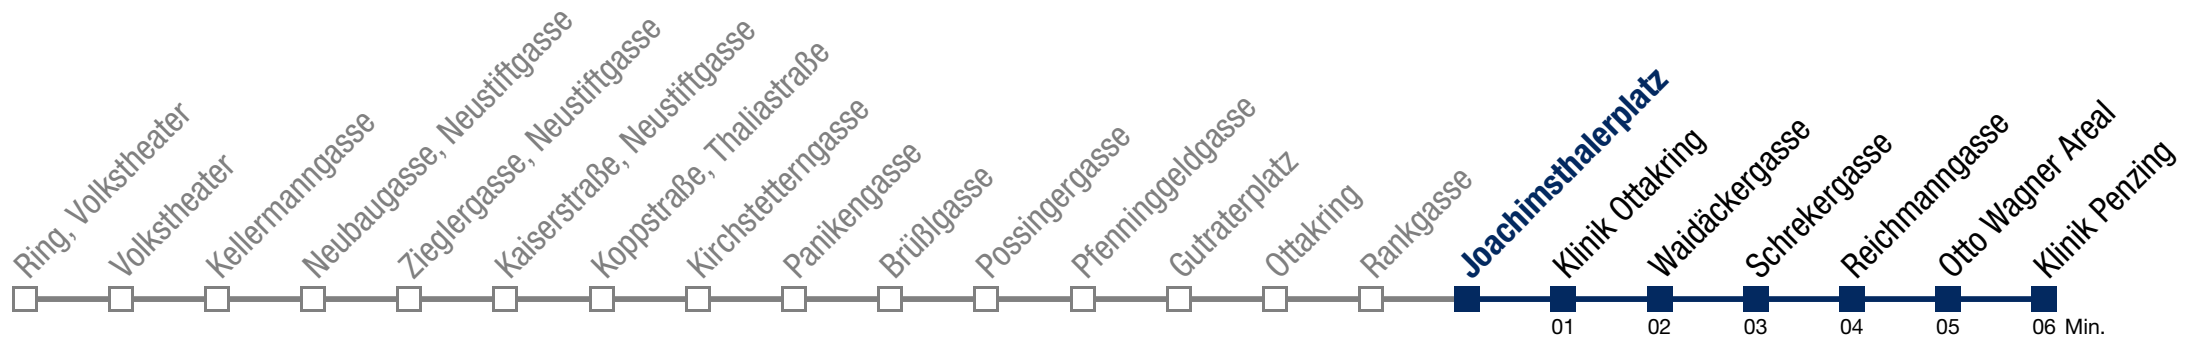 Ring, Volkstheater
Volkstheater
Kellermanngasse
Neubaugasse, Neustiftgasse
Zieglergasse, Neustiftgasse
Kaiserstraße, Neustiftgasse
Koppstraße, Thaliastraße
Kirchstetterngasse
Panikengasse
Brüßlgasse
Possingergasse
Pfenninggeldgasse
Gutraterplatz
Ottakring
Rankgasse
Joachimsthalerplatz
Klinik Ottakring
Waidäckergasse
Schrekergasse
Reichmanngasse
Otto Wagner Areal
Klinik Penzing
01 02 03 04 05 06 Min.